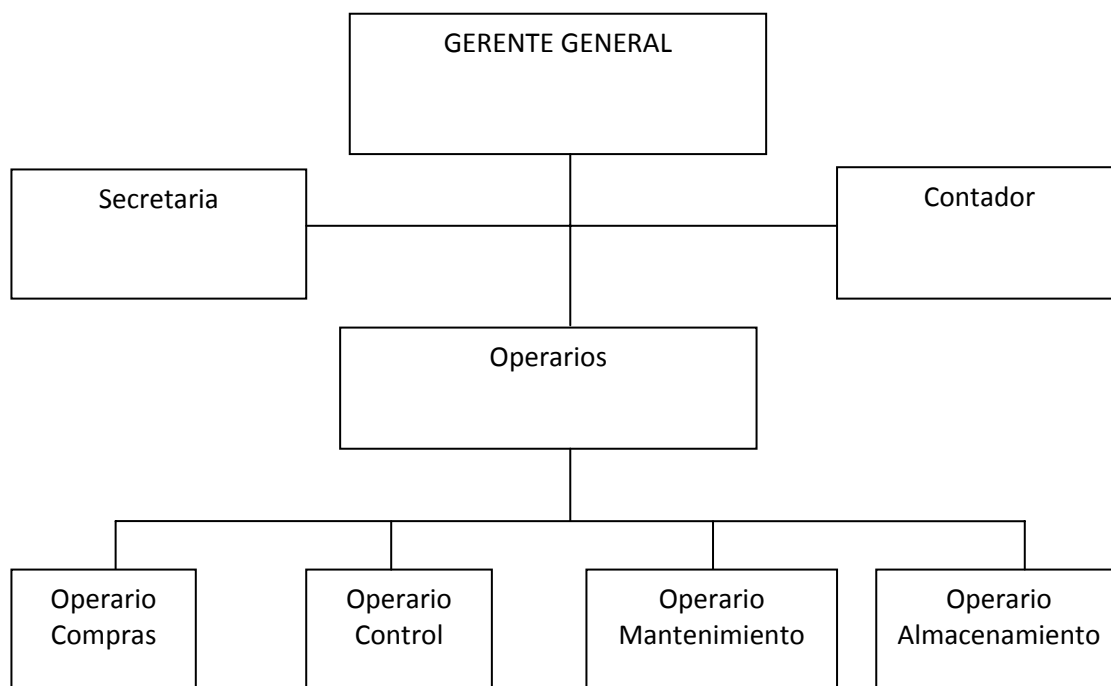 GERENTE GENERAL
Secretaria
Contador
Operarios
Operario
Compras
Operario
Control
Operario
Mantenimiento
Operario
Almacenamiento